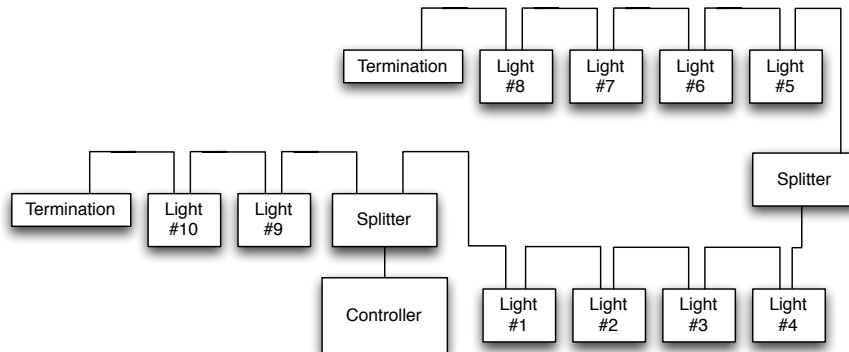 Termination
Light
#8
Light
#7
Light
#6
Light
#5
Splitter
Termination
Light
#10
Light
#9
Splitter
Controller
Light
#1
Light
#2
Light
#3
Light
#4